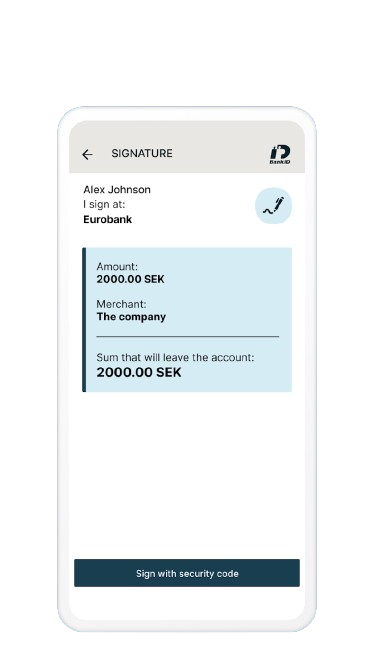 SIGNATURE
BankID
Alex Johnson
I sign at:
Eurobank
Amount:
2000.00 SEK
Merchant:
The company
Sum that will leave the account:
2000.00 SEK
Sign with security code